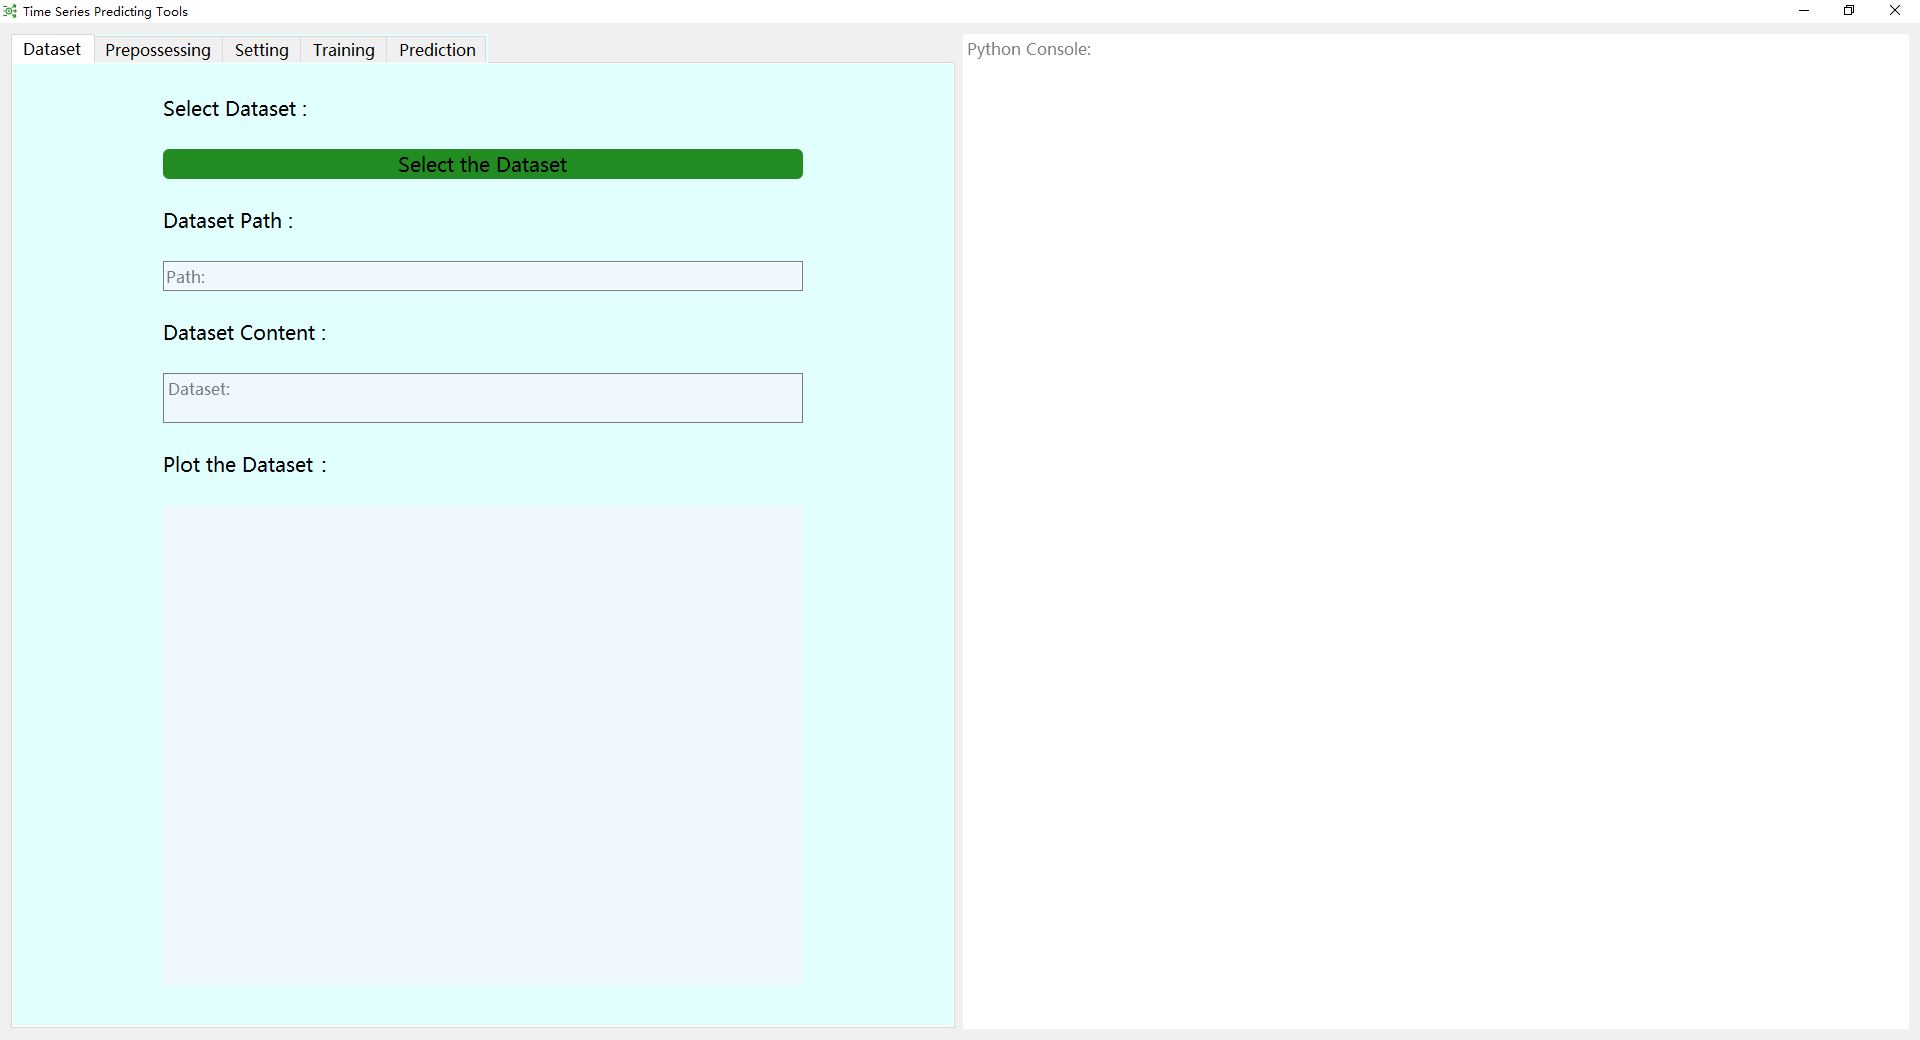 Time Series Predicting Tools
Dataset Prepossessing Setting Training Prediction
Select Dataset :
Select the Dataset
Dataset Path :
Path:
Dataset Content :
Dataset:
Plot the Dataset :
Python Console: